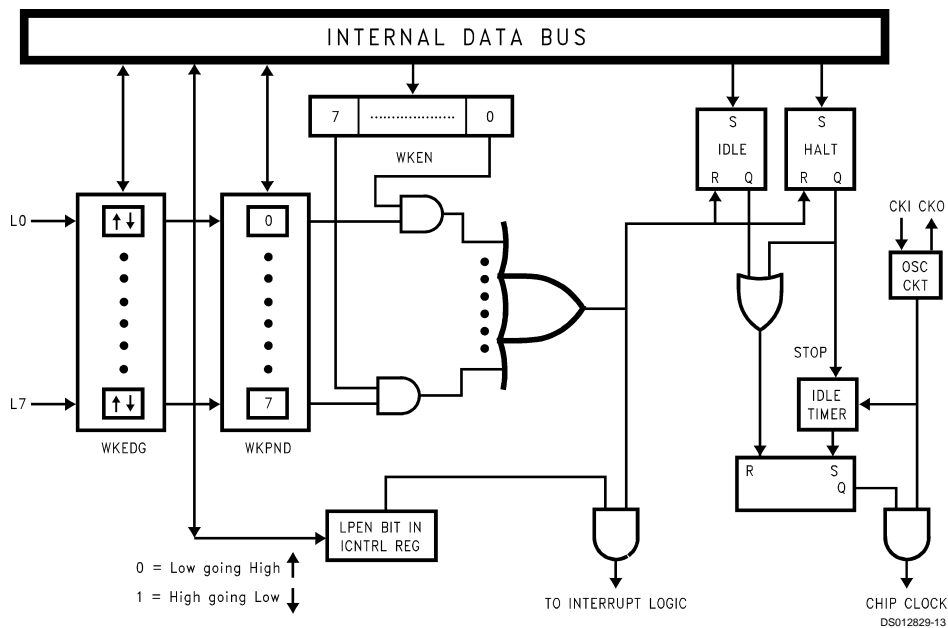 INTERNAL DATA BUS
7 .................... 0
WKEN
S
IDLE
R Q
S
HALT
R Q
CKI CKO
OSC
CKT
L0
0
L7
7
WKEDG
WKPND
STOP
IDLE
TIMER
R S
Q
LPEN BIT IN
ICNTRL REG
0 = Low going High
1 = High going Low
TO INTERRUPT LOGIC
CHIP CLOCK
DS012829-13